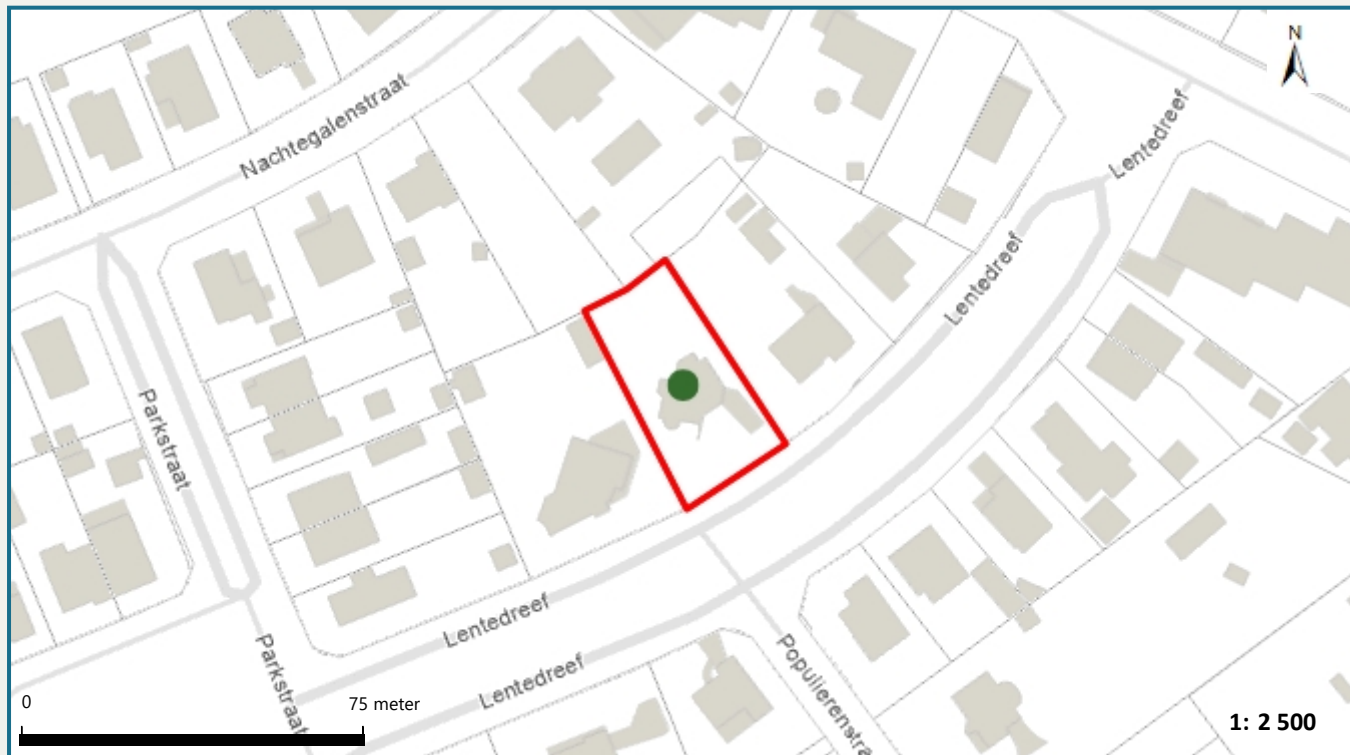 N
Nachtegalenstraat
Lentedreef
Lentedreef
Parkstraat
Lentedreef
Lentedreef
Parkstraat
Populierenstra
0 75 meter
1: 2 500